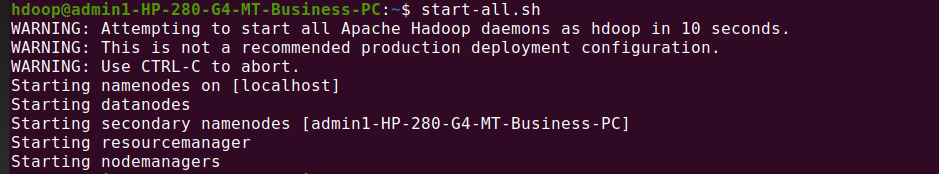 hdoop@admin1-HP-280-G4-MT-Business-PC:~$ start-all.sh
WARNING: Attempting to start all Apache Hadoop daemons as hdoop in 10 seconds.
WARNING: This is not a recommended production deployment configuration.
WARNING: Use CTRL-C to abort.
Starting namenodes on [localhost]
Starting datanodes
Starting secondary namenodes [admin1-HP-280-G4-MT-Business-PC]
Starting resourcemanager
Starting nodemanagers